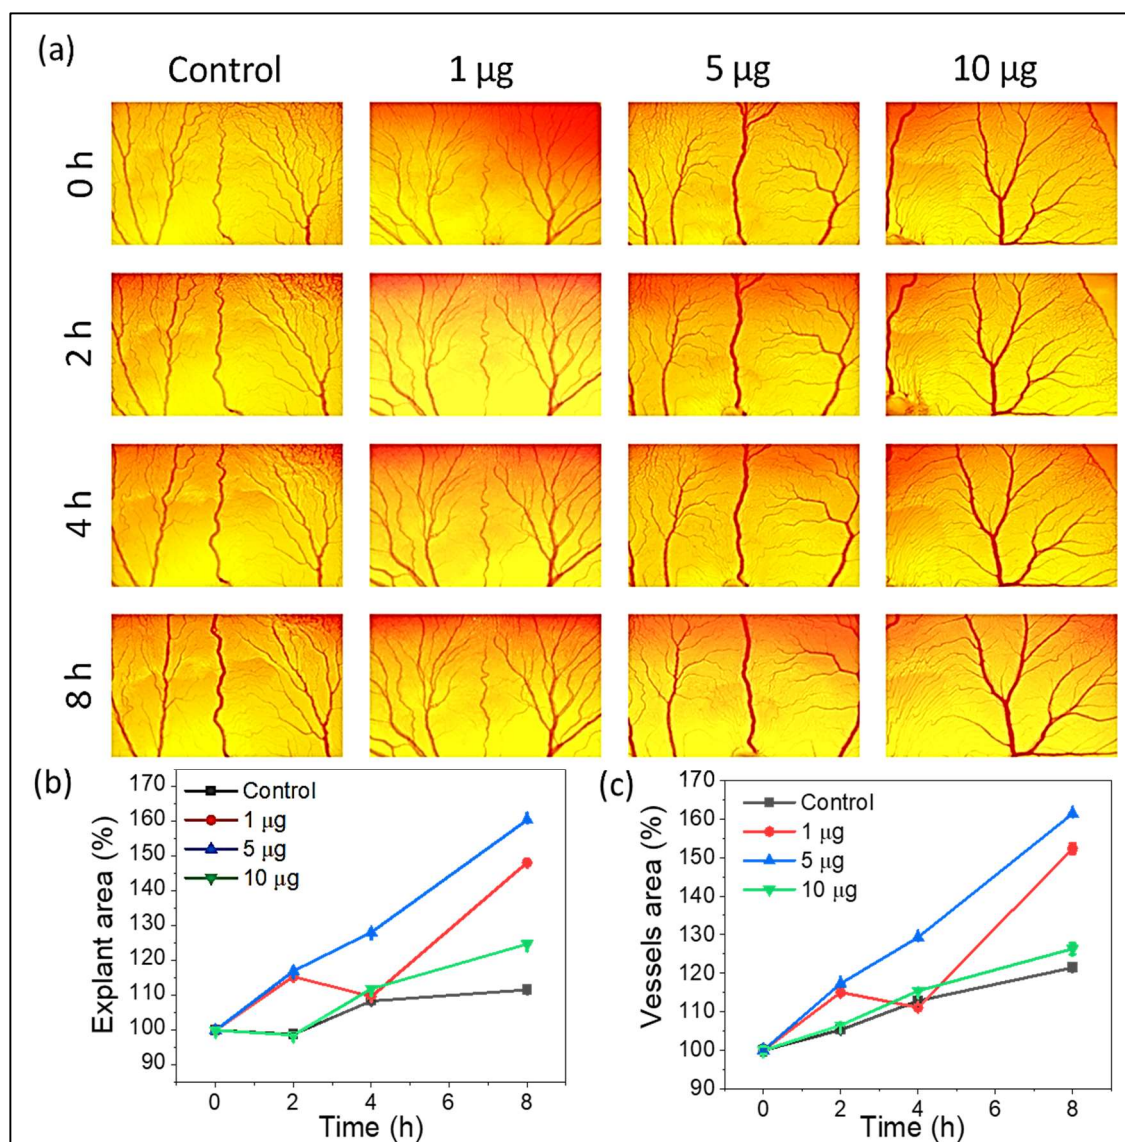 (a)
Control 1 µg 5 µg 10 µg
0 h
2 h
4 h
8 h
(b)
170
160
150
140
130
120
110
100
90
Explant area (%)
Control
1 µg
5 µg
10 µg
0 2 4 6 8
Time (h)
(c)
170
160
150
140
130
120
110
100
90
Vessels area (%)
Control
1 µg
5 µg
10 µg
0 2 4 6 8
Time (h)